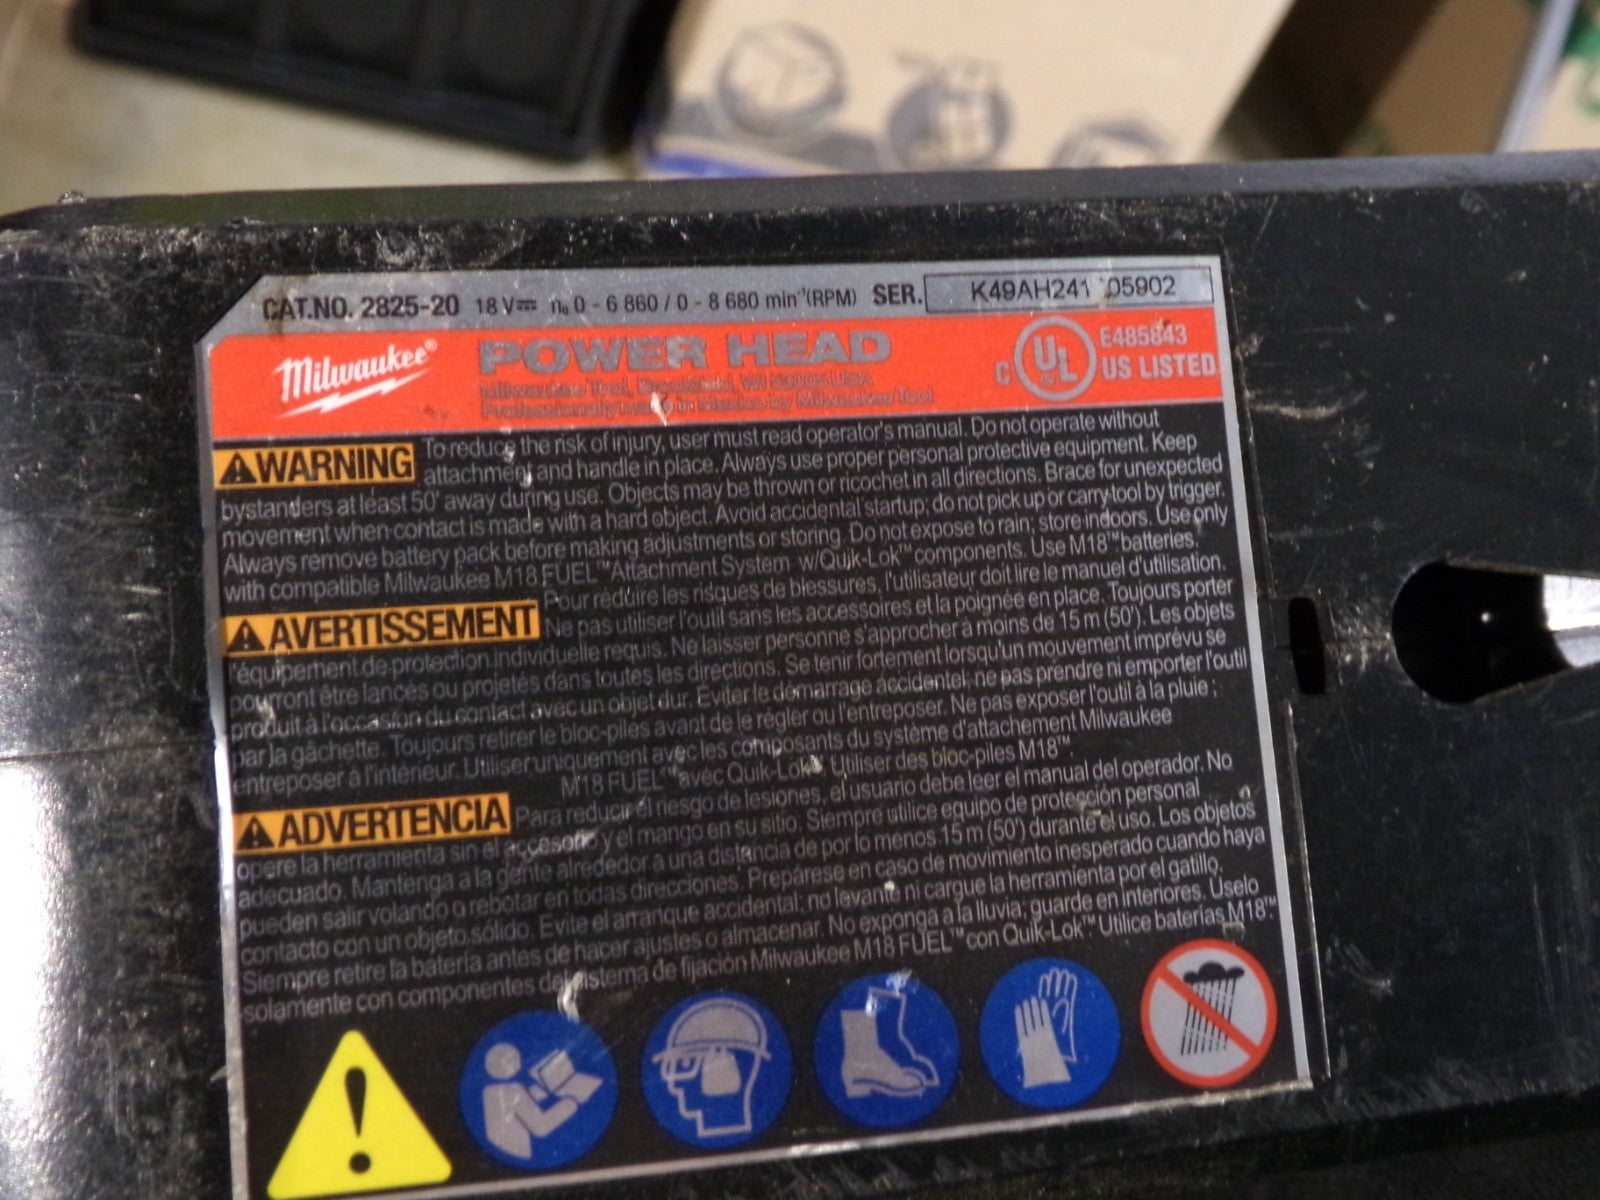 CAT.NO. 2825-20 18 V⎓ n₀ 0 - 6 860 / 0 - 8 680 min⁻¹(RPM) SER. K49AH241 05902
Milwaukee® POWER HEAD
Milwaukee Tool, Brookfield, WI USA
Professionally made in Mexico by Milwaukee Tool
C UL US LISTED
E485843
⚠WARNING To reduce the risk of injury, user must read operator's manual. Do not operate without
attachment and handle in place. Always use proper personal protective equipment. Keep
bystanders at least 50' away during use. Objects may be thrown or ricochet in all directions. Brace for unexpected
movement when contact is made with a hard object. Avoid accidental startup; do not pick up or carry tool by trigger.
Always remove battery pack before making adjustments or storing. Do not expose to rain; store indoors. Use only
with compatible Milwaukee M18 FUEL™ Attachment System w/Quik-Lok™ components. Use M18™ batteries.
⚠AVERTISSEMENT Pour réduire les risques de blessures, l'utilisateur doit lire le manuel d'utilisation.
Ne pas utiliser l'outil sans les accessoires et la poignée en place. Toujours porter
l'équipement de protection individuelle requis. Ne laisser personne s'approcher à moins de 15 m (50'). Les objets
pourront être lancés ou projetés dans toutes les directions. Se tenir fortement lorsqu'un mouvement imprévu se
produit à l'occasion du contact avec un objet dur. Éviter le démarrage accidentel; ne pas prendre ni emporter l'outil
par la gâchette. Toujours retirer le bloc-piles avant de le régler ou l'entreposer. Ne pas exposer l'outil à la pluie ;
entreposer à l'intérieur. Utiliser uniquement avec les composants du système d'attachement Milwaukee
M18 FUEL™ avec Quik-Lok™ Utiliser des bloc-piles M18™
⚠ADVERTENCIA Para reducir el riesgo de lesiones, el usuario debe leer el manual del operador. No
opere la herramienta sin el accesorio y el mango en su sitio. Siempre utilice equipo de protección personal
adecuado. Mantenga a la gente alrededor a una distancia de por lo menos 15 m (50') durante el uso. Los objetos
pueden salir volando o rebotar en todas direcciones. Prepárese en caso de movimiento inesperado cuando haya
contacto con un objeto sólido. Evite el arranque accidental; no levante ni cargue la herramienta por el gatillo.
Siempre retire la batería antes de hacer ajustes o almacenar. No exponga a la lluvia; guarde en interiores. Úselo
solamente con componentes del sistema de fijación Milwaukee M18 FUEL™ con Quik-Lok™ Utilice baterías M18™.